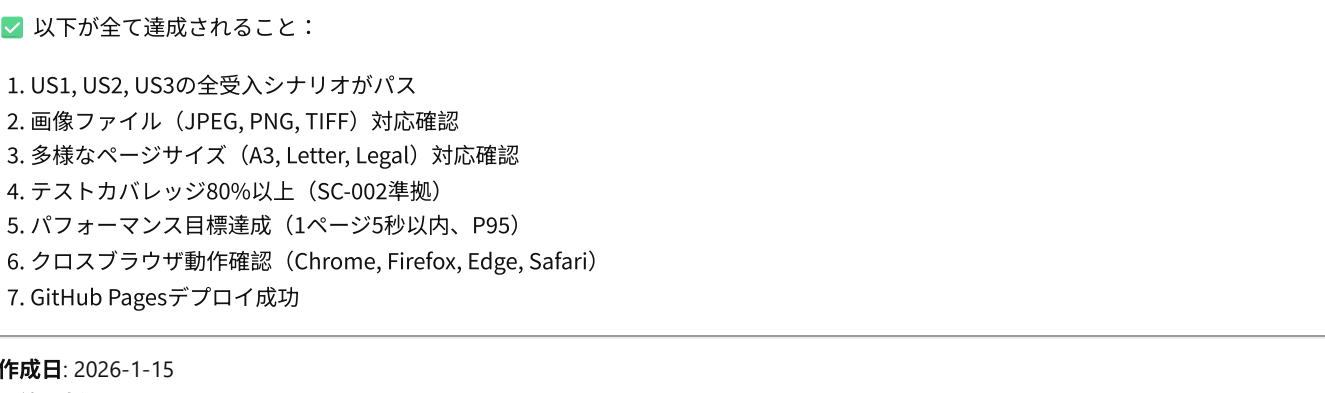 ✅ 以下が全て達成されること：
1. US1, US2, US3の全受入シナリオがパス
2. 画像ファイル（JPEG, PNG, TIFF）対応確認
3. 多様なページサイズ（A3, Letter, Legal）対応確認
4. テストカバレッジ80%以上（SC-002準拠）
5. パフォーマンス目標達成（1ページ5秒以内、P95）
6. クロスブラウザ動作確認（Chrome, Firefox, Edge, Safari）
7. GitHub Pagesデプロイ成功
作成日: 2026-1-15